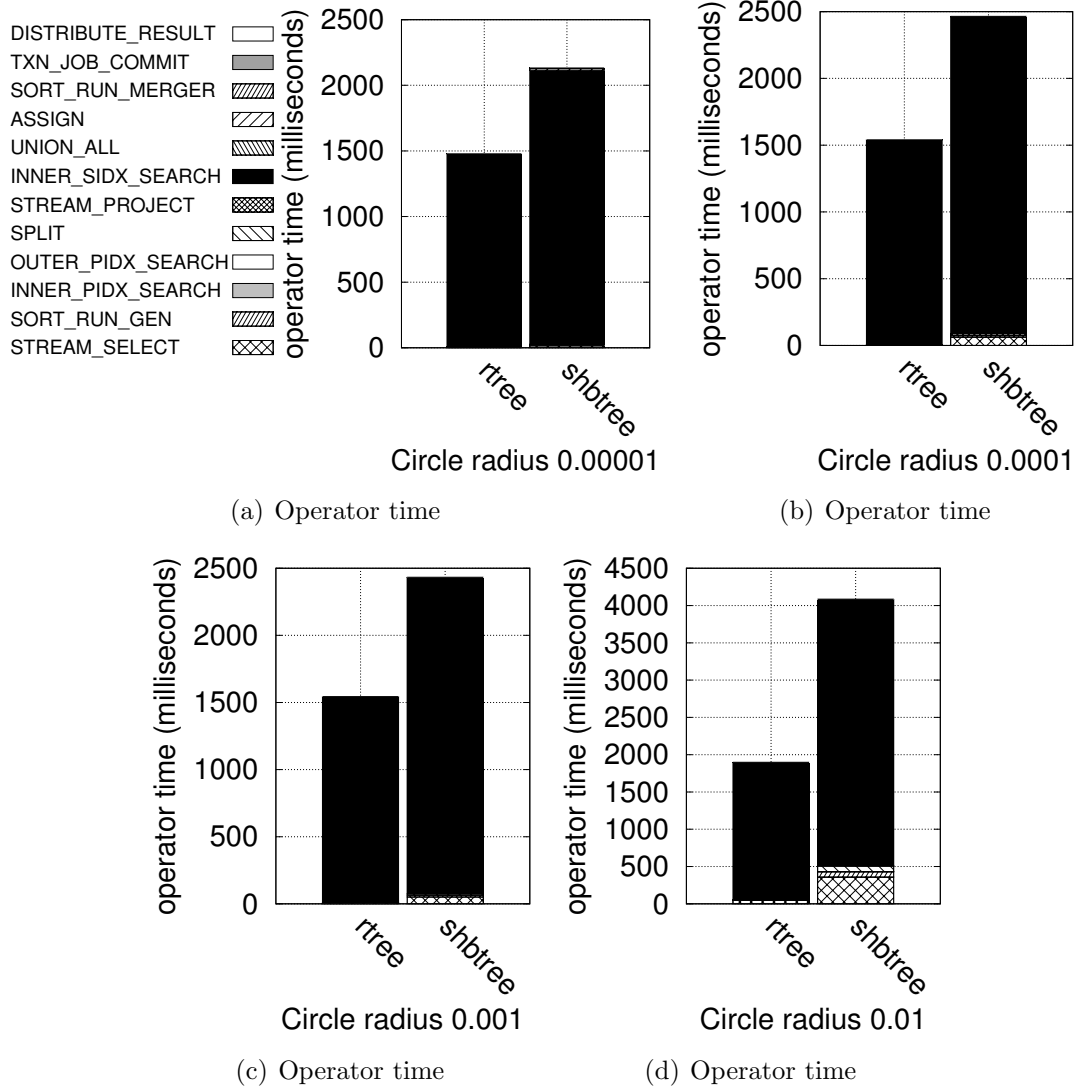 DISTRIBUTE_RESULT
TXN_JOB_COMMIT
SORT_RUN_MERGER
ASSIGN
UNION_ALL
INNER_SIDX_SEARCH
STREAM_PROJECT
SPLIT
OUTER_PIDX_SEARCH
INNER_PIDX_SEARCH
SORT_RUN_GEN
STREAM_SELECT
operator time (milliseconds)
2500
2000
1500
1000
500
0
rtree
shbtree
Circle radius 0.00001
(a) Operator time
operator time (milliseconds)
2500
2000
1500
1000
500
0
rtree
shbtree
Circle radius 0.0001
(b) Operator time
operator time (milliseconds)
2500
2000
1500
1000
500
0
rtree
shbtree
Circle radius 0.001
(c) Operator time
operator time (milliseconds)
4500
4000
3500
3000
2500
2000
1500
1000
500
0
rtree
shbtree
Circle radius 0.01
(d) Operator time